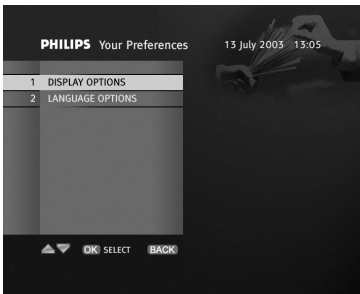 PHILIPS Your Preferences 13 July 2003 13:05
1 DISPLAY OPTIONS
2 LANGUAGE OPTIONS
OK SELECT BACK